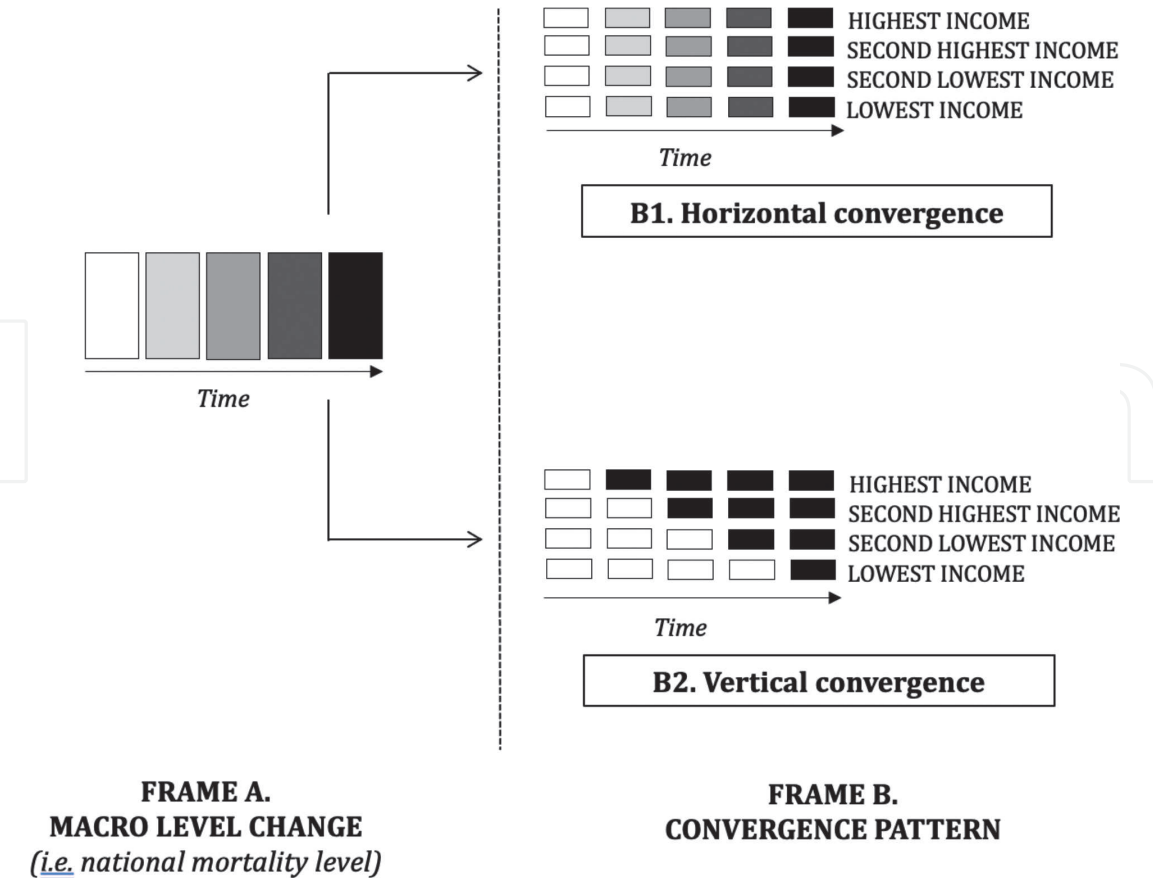 HIGHEST INCOME
SECOND HIGHEST INCOME
SECOND LOWEST INCOME
LOWEST INCOME
Time
B1. Horizontal convergence
Time
HIGHEST INCOME
SECOND HIGHEST INCOME
SECOND LOWEST INCOME
LOWEST INCOME
Time
B2. Vertical convergence
FRAME A.
MACRO LEVEL CHANGE
(i.e. national mortality level)
FRAME B.
CONVERGENCE PATTERN